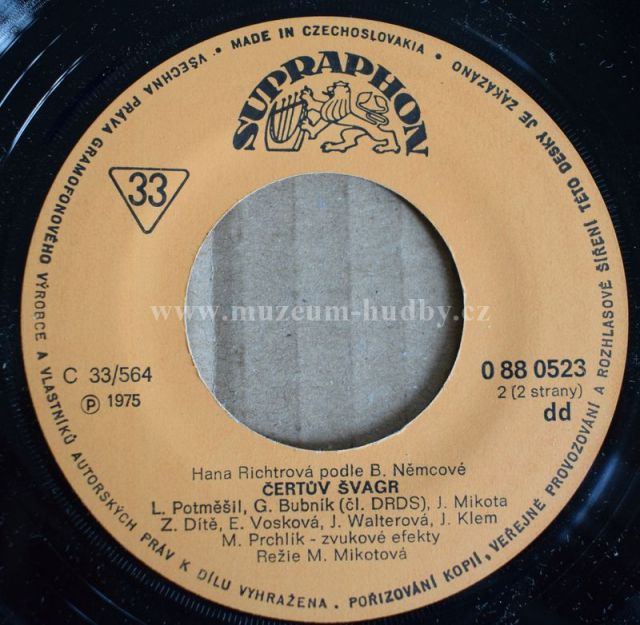 VŠECHNA PRÁVA GRAMOFONOVÉHO VÝROBCE A VLASTNÍKŮ AUTORSKÝCH PRÁV K DÍLU VYHRAŽENA. POŘIZOVÁNÍ KOPIÍ, VEŘEJNÉ PROVOZOVÁNÍ A ROZHLASOVÉ ŠÍŘENÍ TÉTO DESKY JE ZAKÁZÁNO • MADE IN CZECHOSLOVAKIA •
SUPRAPHON
33
www.muzeum-hudby.cz
C 33/564
Ⓟ 1975
0 88 0523
2 (2 strany)
dd
Hana Richtrová podle B. Němcové
ČERTŮV ŠVAGR
L. Potměšil, G. Bubník (čl. DRDS), J. Mikota
Z. Dítě, E. Vosková, J. Walterová, J. Klem
M. Prchlík - zvukové efekty
Režie M. Mikotová